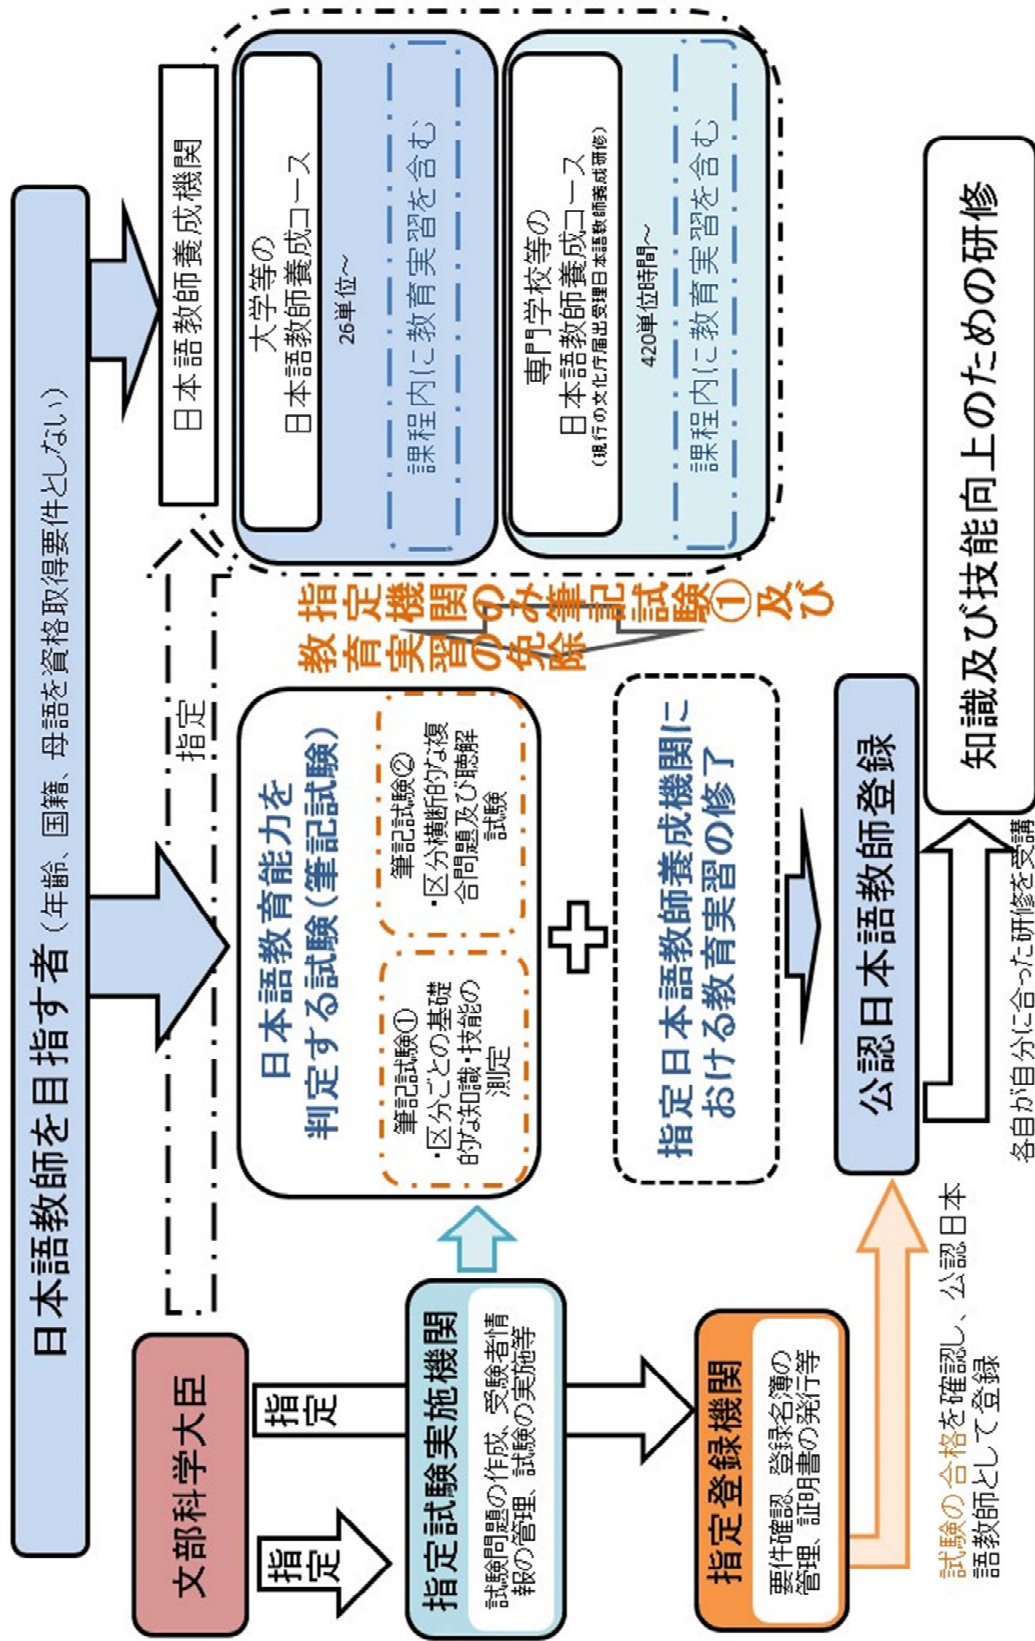 日本語教師を目指す者（年齢、国籍、母語を資格取得要件としない）
文部科学大臣
指定
指定
指定
指定試験実施機関
試験問題の作成、受験者情
報の管理、試験の実施等
指定登録機関
要件確認、登録名簿の
管理、証明書の発行等
試験の合格を確認し、公認日本
語教師として登録
日本語教育能力を
判定する試験(筆記試験)
筆記試験①
・区分ごとの基礎
的な知識・技能の
測定
筆記試験②
・区分横断的な複
合問題及び聴解
試験
指定日本語教師養成機関に
おける教育実習の修了
公認日本語教師登録
各自が自分に合った研修を受講
知識及び技能向上のための研修
指定機関のみ筆記試験①及び
教育実習の免除
日本語教師養成機関
大学等の
日本語教師養成コース
26単位～
課程内に教育実習を含む
専門学校等の
日本語教師養成コース
（現行の文化庁届出受理日本語教師養成研修）
420単位時間～
課程内に教育実習を含む